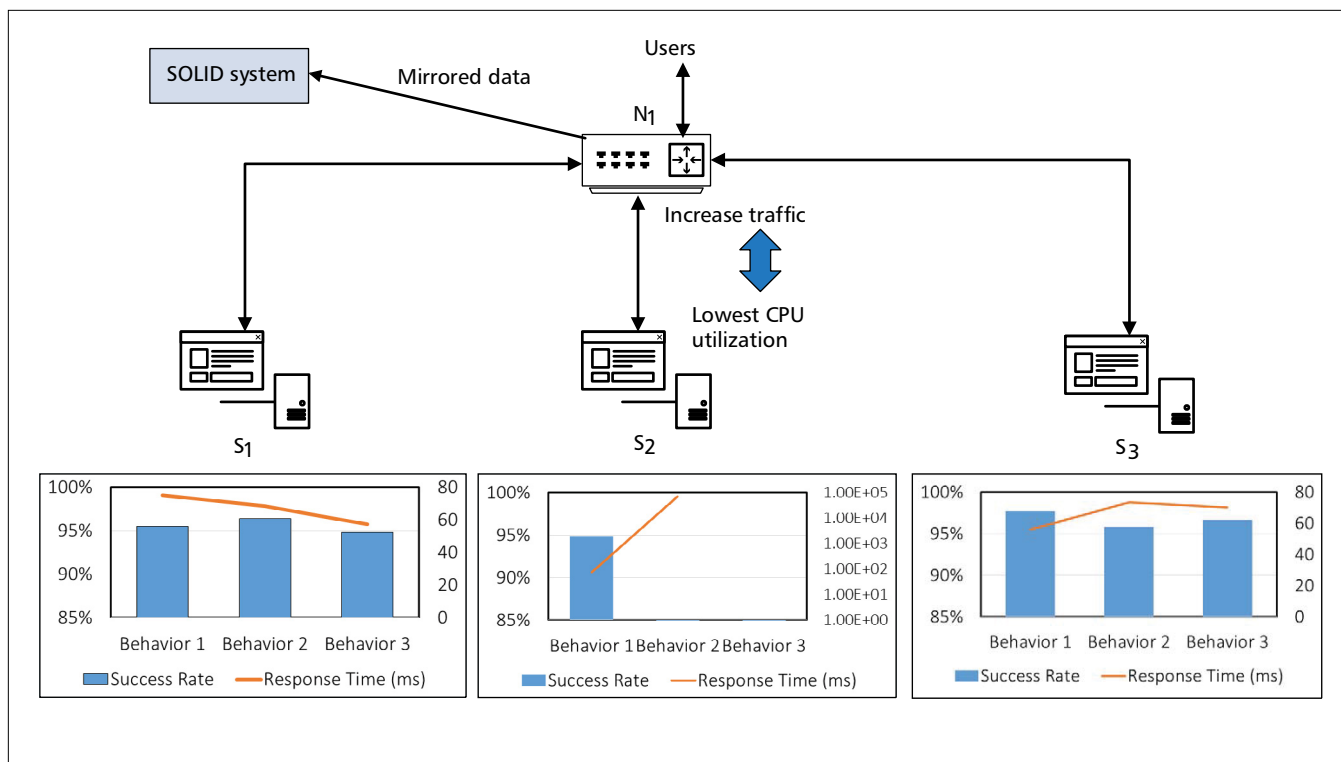 Users
SOLID system
Mirrored data
N1
Increase traffic
Lowest CPU
utilization
S1
S2
S3
100%
95%
90%
85%
80
60
40
20
0
Behavior 1 Behavior 2 Behavior 3
Success Rate Response Time (ms)
100%
95%
90%
85%
1.00E+05
1.00E+04
1.00E+03
1.00E+02
1.00E+01
1.00E+00
Behavior 1 Behavior 2 Behavior 3
Success Rate Response Time (ms)
100%
95%
90%
85%
80
60
40
20
0
Behavior 1 Behavior 2 Behavior 3
Success Rate Response Time (ms)